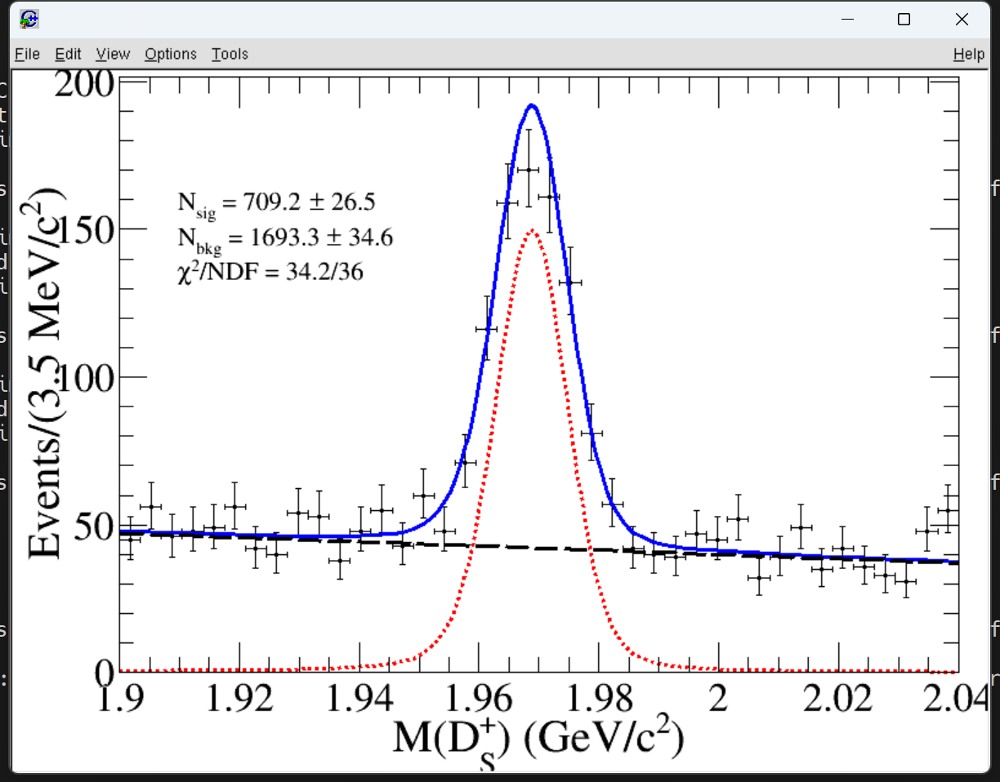 File Edit View Options Tools Help
200
150
100
50
0
Events/(3.5 MeV/c²)
N_sig = 709.2 ± 26.5
N_bkg = 1693.3 ± 34.6
χ²/NDF = 34.2/36
1.9 1.92 1.94 1.96 1.98 2 2.02 2.04
M(D_s^+) (GeV/c²)